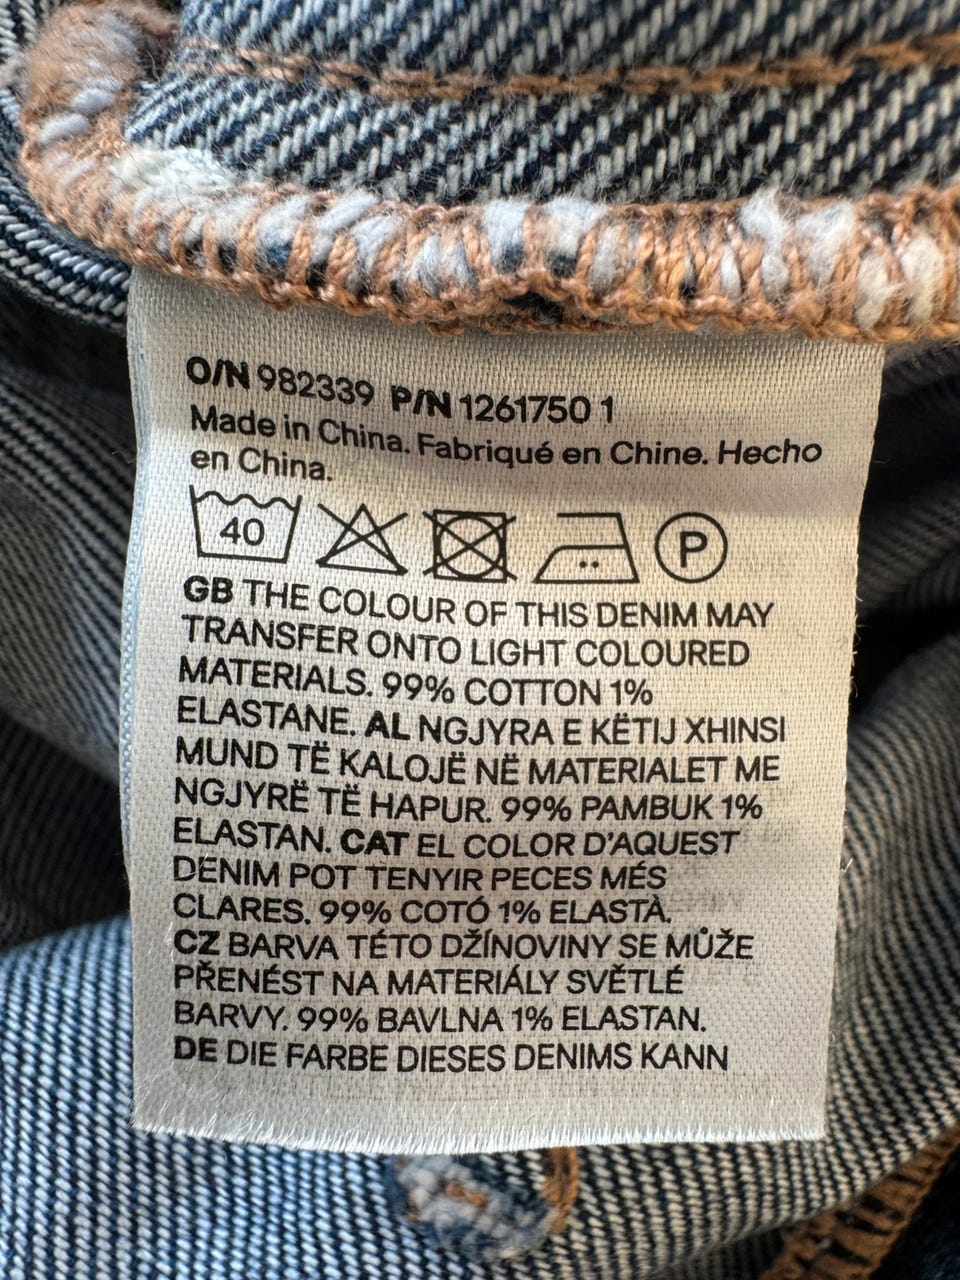 O/N 982339 P/N 1261750 1
Made in China. Fabriqué en Chine. Hecho
en China.
40 P
GB THE COLOUR OF THIS DENIM MAY
TRANSFER ONTO LIGHT COLOURED
MATERIALS. 99% COTTON 1%
ELASTANE. AL NGJYRA E KËTIJ XHINSI
MUND TË KALOJË NË MATERIALET ME
NGJYRË TË HAPUR. 99% PAMBUK 1%
ELASTAN. CAT EL COLOR D'AQUEST
DENIM POT TENYIR PECES MÉS
CLARES. 99% COTÓ 1% ELASTÀ.
CZ BARVA TÉTO DŽÍNOVINY SE MŮŽE
PŘENÉST NA MATERIÁLY SVĚTLÉ
BARVY. 99% BAVLNA 1% ELASTAN.
DE DIE FARBE DIESES DENIMS KANN